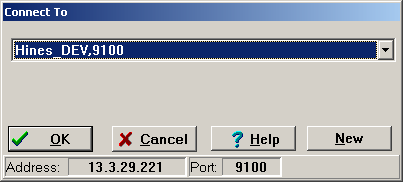 Connect To
Hines_DEV,9100
OK Cancel Help New
Address: 13.3.29.221 Port: 9100